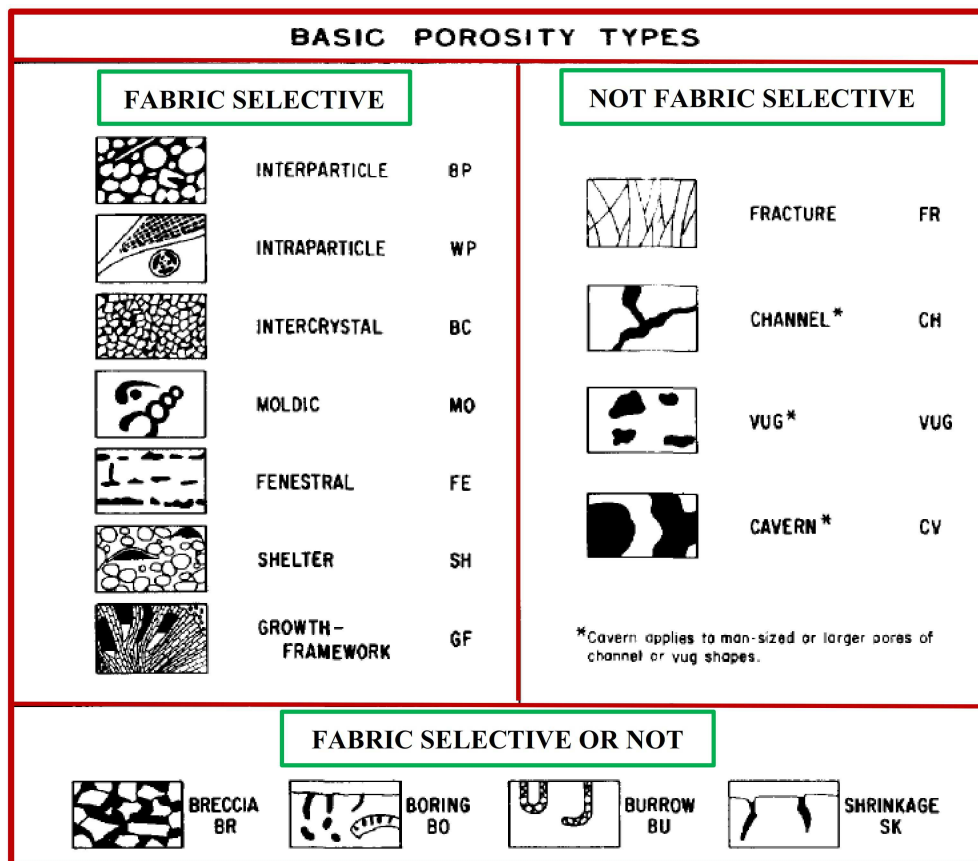 BASIC POROSITY TYPES
FABRIC SELECTIVE
INTERPARTICLE BP
INTRAPARTICLE WP
INTERCRYSTAL BC
MOLDIC MO
FENESTRAL FE
SHELTER SH
GROWTH-
FRAMEWORK GF
NOT FABRIC SELECTIVE
FRACTURE FR
CHANNEL* CH
VUG* VUG
CAVERN* CV
*Cavern applies to man-sized or larger pores of
channel or vug shapes.
FABRIC SELECTIVE OR NOT
BRECCIA
BR
BORING
BO
BURROW
BU
SHRINKAGE
SK